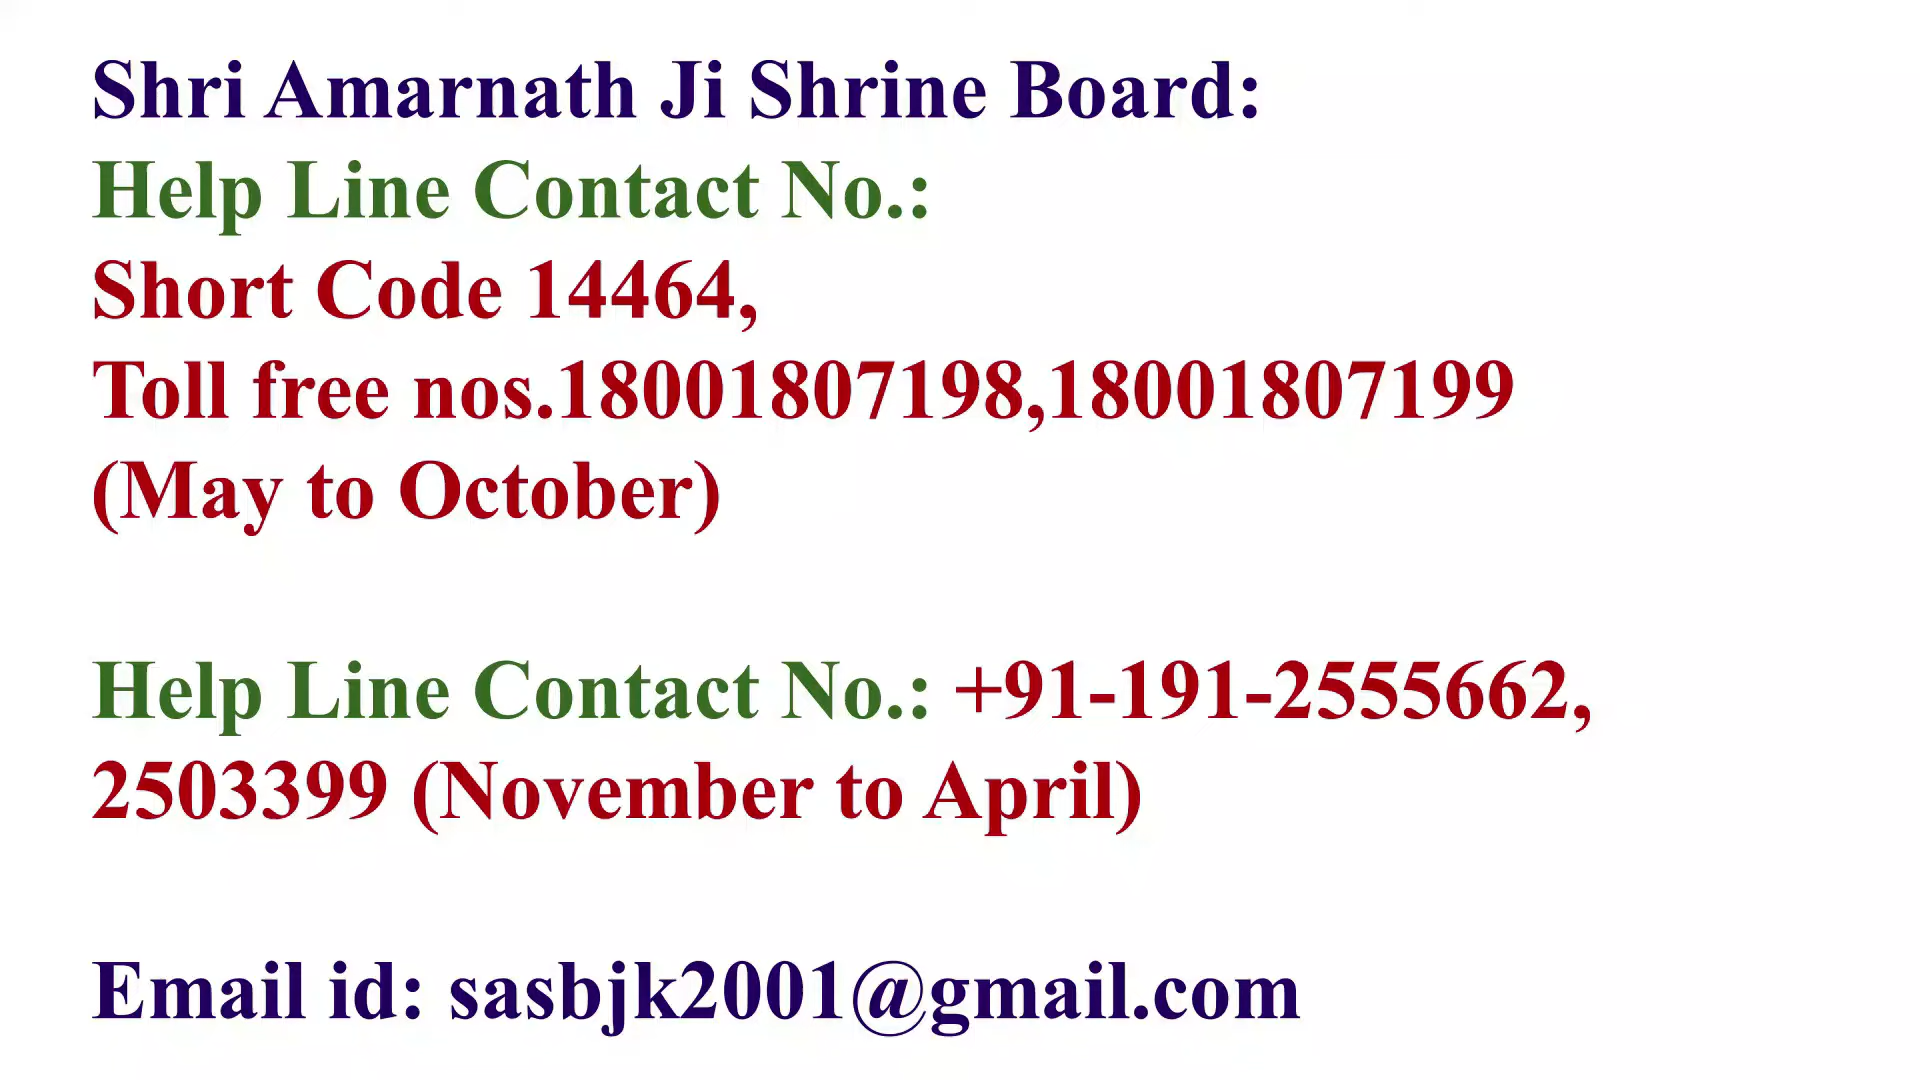 Shri Amarnath Ji Shrine Board:
Help Line Contact No.:
Short Code 14464,
Toll free nos.18001807198,18001807199
(May to October)
Help Line Contact No.: +91-191-2555662,
2503399 (November to April)
Email id: sasbjk2001@gmail.com